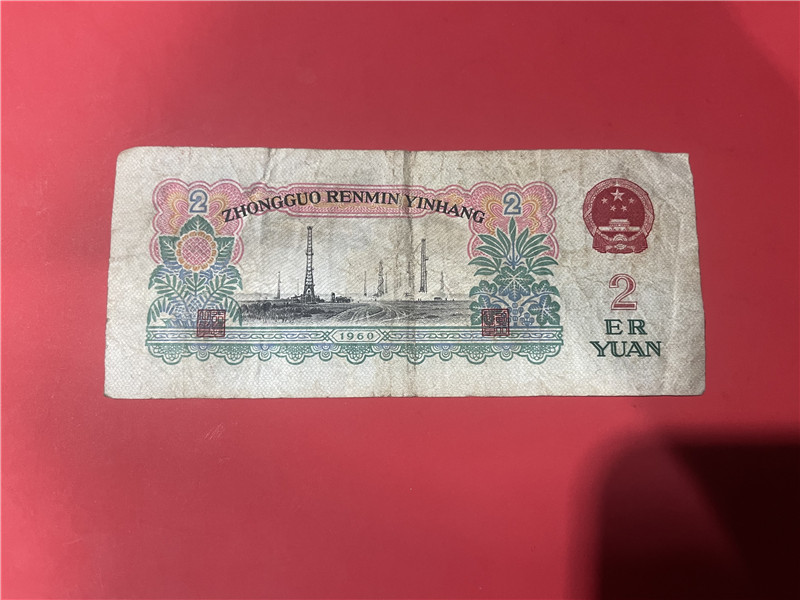 2
ZHONGGUO RENMIN YINHANG
2
1960
2
ER
YUAN